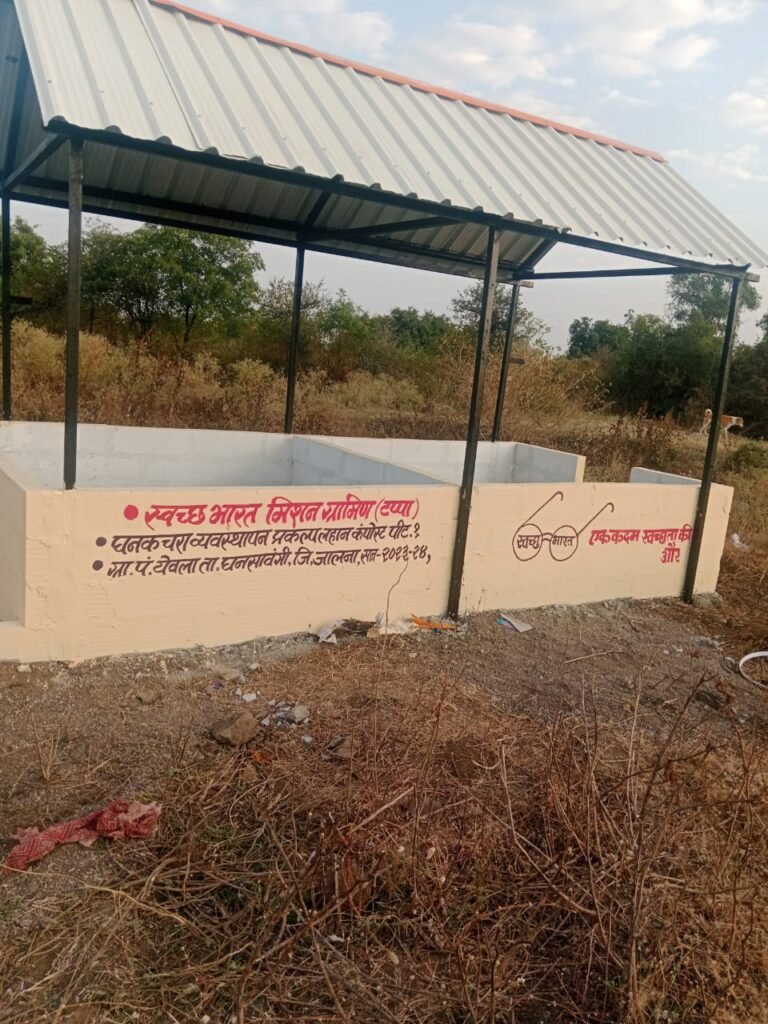 • स्वच्छ भारत मिशन ग्रामिण (टप्पा)
• घनकचरा व्यवस्थापन प्रकल्प लहान कंपोस्ट पीट.१
• ग्रा.पं.येवला ता.घनसावंगी.जि.जालना,सन-२०२३-२४,
स्वच्छ भारत
एक कदम स्वच्छता की
और